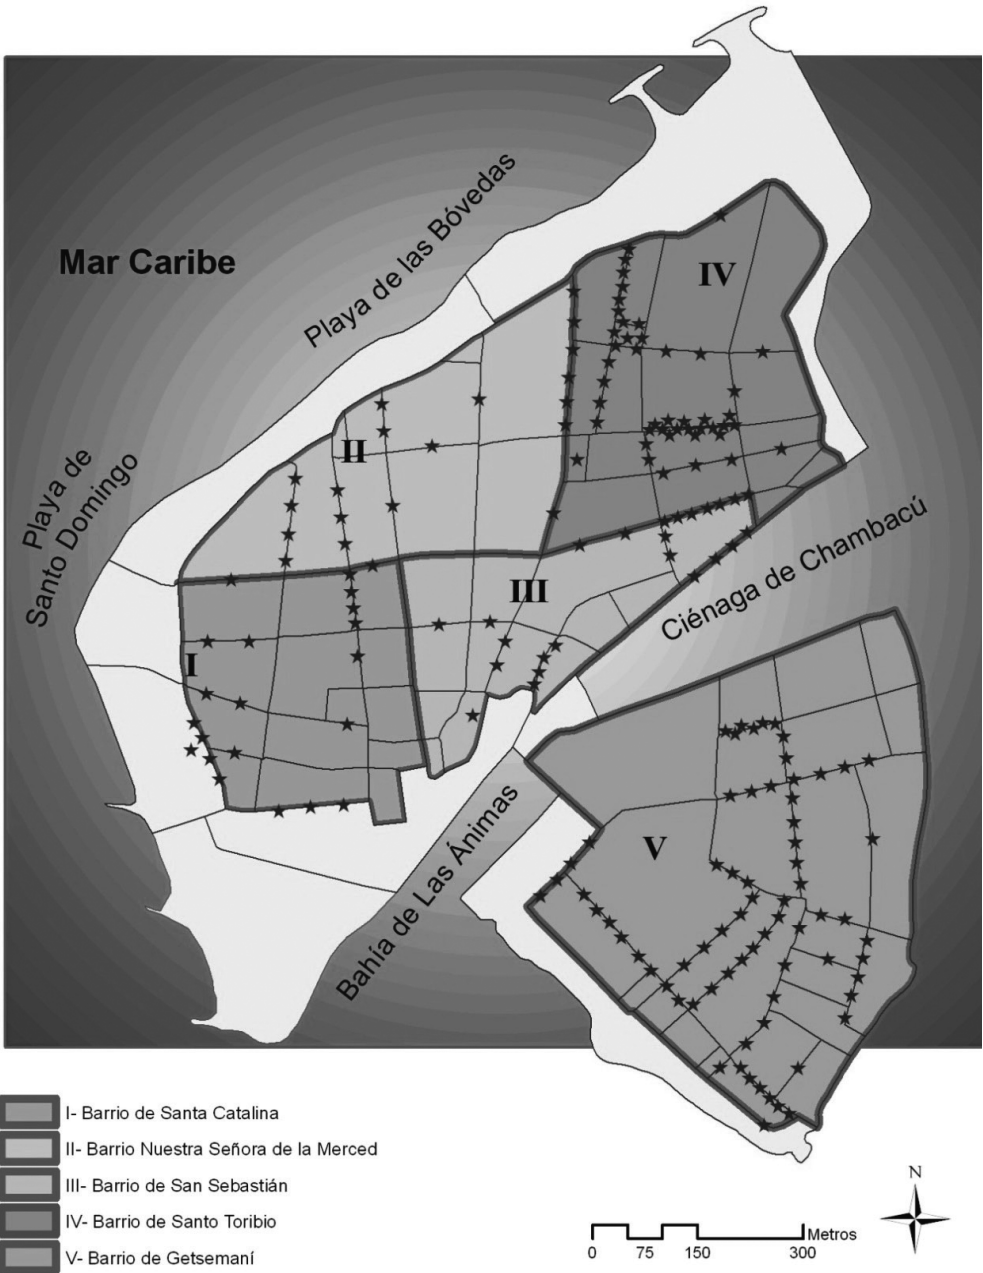 Mar Caribe
Playa de las Bóvedas
Playa de
Santo Domingo
IV
II
III
I
Ciénaga de Chambacú
Bahía de Las Ánimas
V
I- Barrio de Santa Catalina
II- Barrio Nuestra Señora de la Merced
III- Barrio de San Sebastián
IV- Barrio de Santo Toribio
V- Barrio de Getsemaní
N
Metros
0 75 150 300